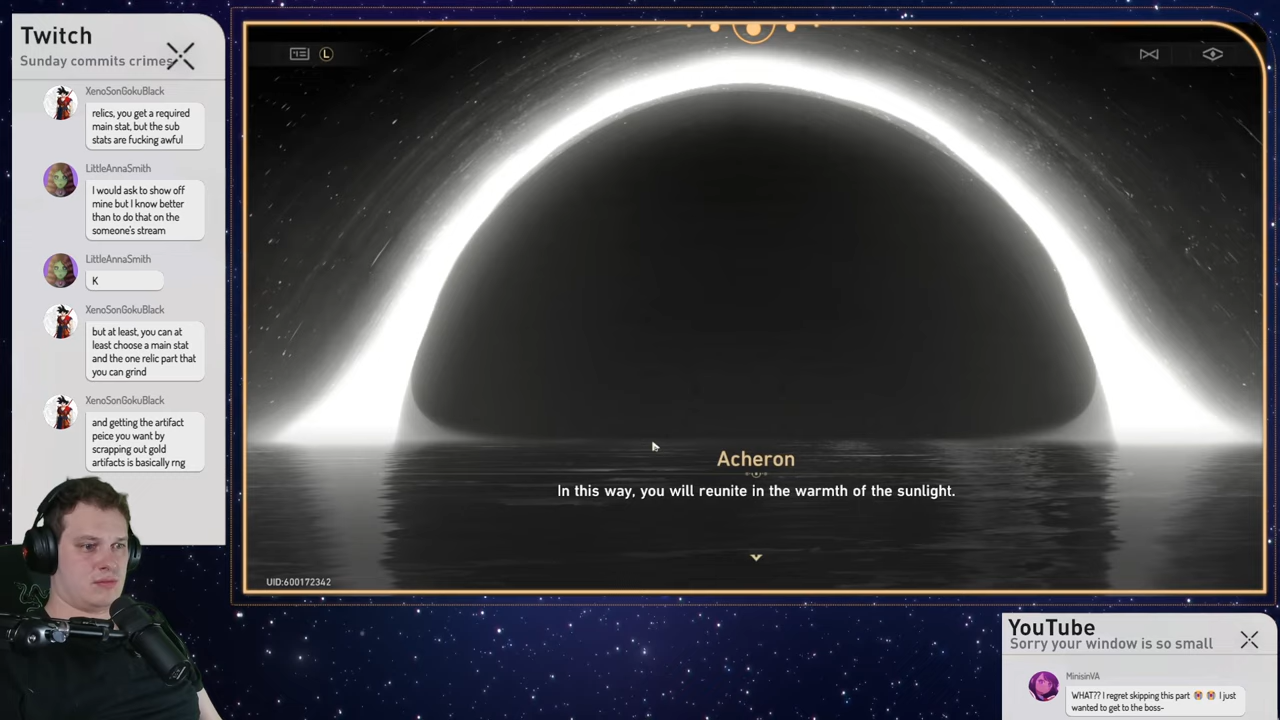 Twitch
Sunday commits crimes
XenoSonGokuBlack
relics, you get a required
main stat, but the sub
stats are fucking awful
LittleAnnaSmith
I would ask to show off
mine but I know better
than to do that on the
someone's stream
LittleAnnaSmith
K
XenoSonGokuBlack
but at least, you can at
least choose a main stat
and the one relic part that
you can grind
XenoSonGokuBlack
and getting the artifact
peice you want by
scrapping out gold
artifacts is basically rng
L
Acheron
In this way, you will reunite in the warmth of the sunlight.
UID:600172342
YouTube
Sorry your window is so small
MinisinVA
WHAT?? I regret skipping this part I just
wanted to get to the boss-